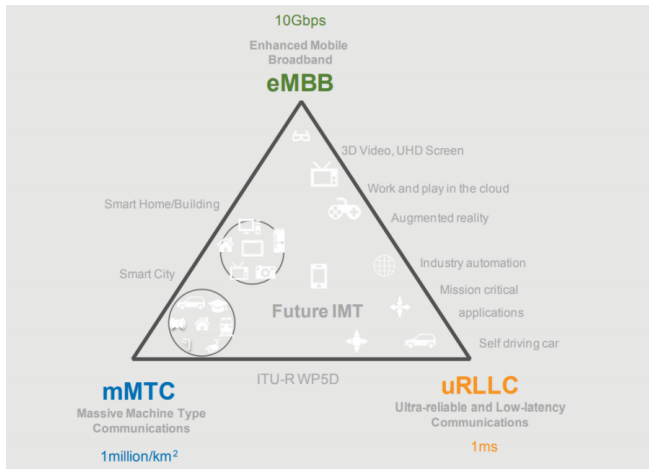 10Gbps
Enhanced Mobile
Broadband
eMBB
3D Video, UHD Screen
Work and play in the cloud
Smart Home/Building
Augmented reality
Industry automation
Smart City
Mission critical
applications
Future IMT
Self driving car
ITU-R WP5D
mMTC
Massive Machine Type
Communications
1million/km²
uRLLC
Ultra-reliable and Low-latency
Communications
1ms